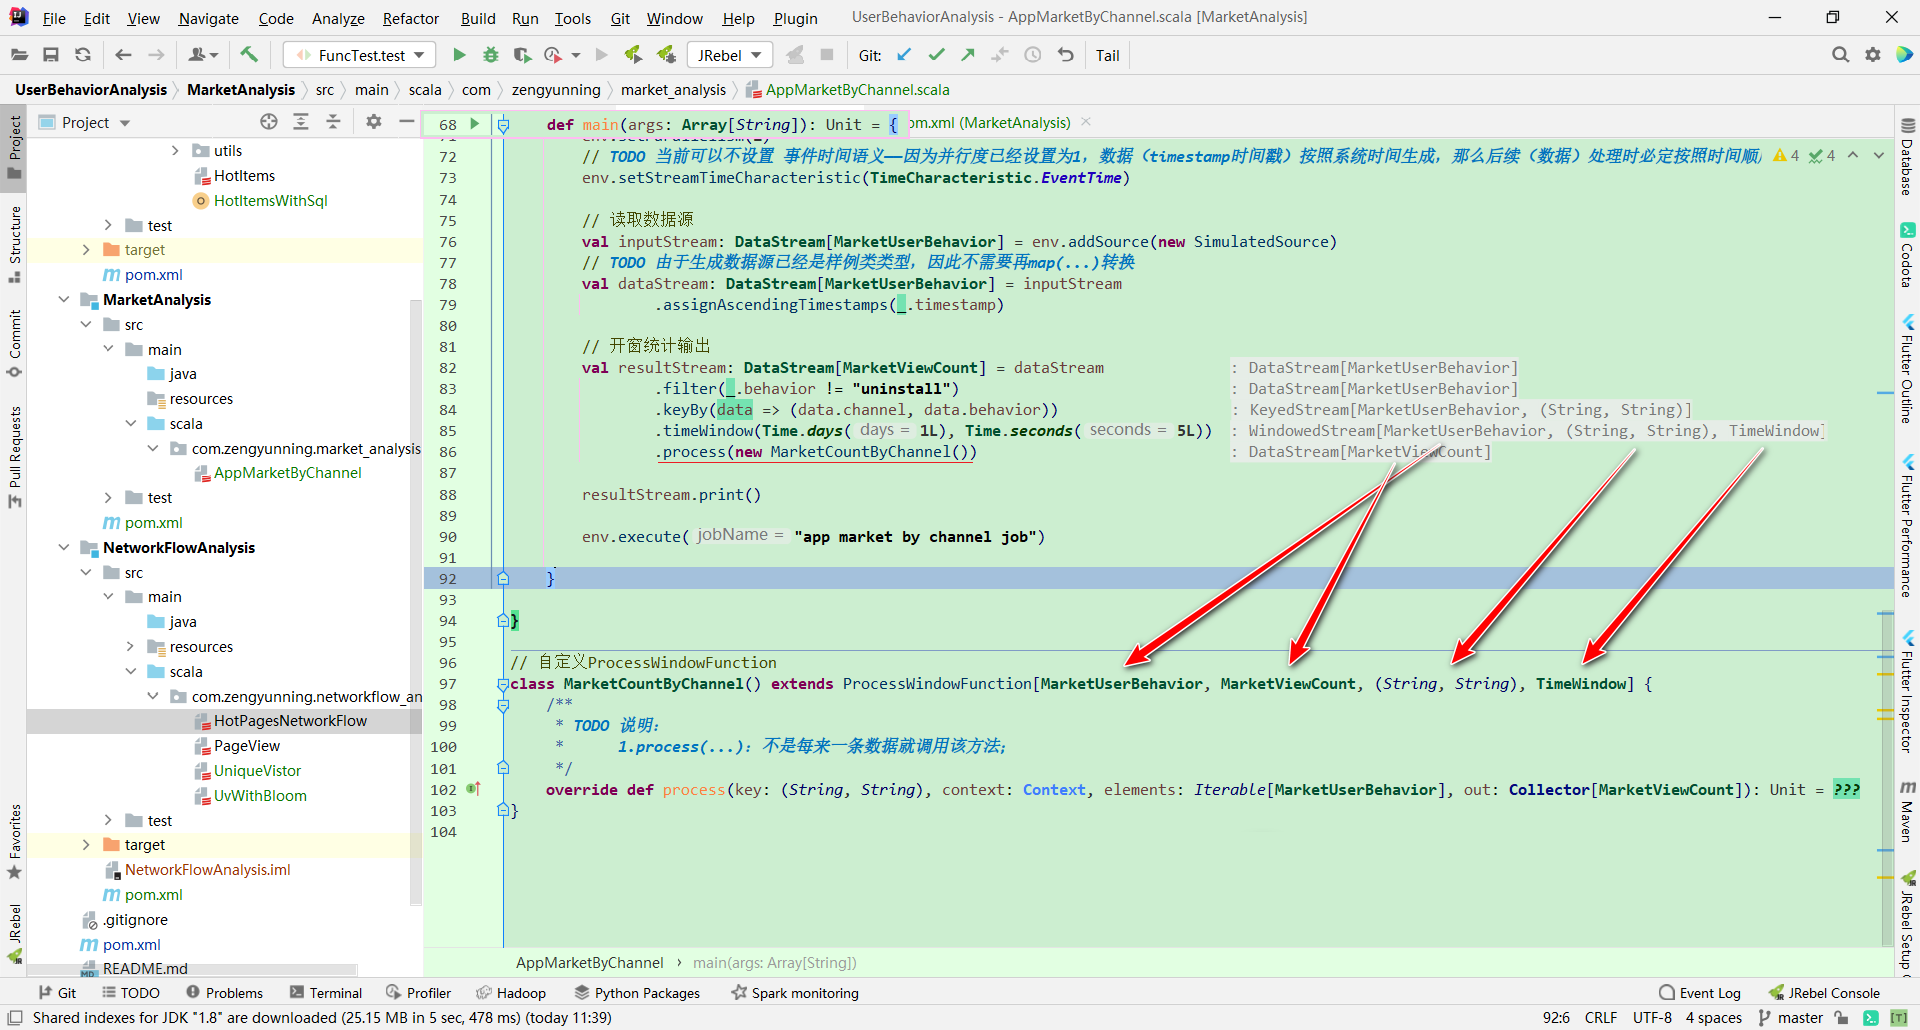 File Edit View Navigate Code Analyze Refactor Build Run Tools Git Window Help Plugin UserBehaviorAnalysis - AppMarketByChannel.scala [MarketAnalysis]
FuncTest.test JRebel Git: Tail
UserBehaviorAnalysis MarketAnalysis src main scala com zengyunning market_analysis AppMarketByChannel.scala
Project
utils
HotItems
HotItemsWithSql
test
target
pom.xml
MarketAnalysis
src
main
java
resources
scala
com.zengyunning.market_analysis
AppMarketByChannel
test
pom.xml
NetworkFlowAnalysis
src
main
java
resources
scala
com.zengyunning.networkflow_an
HotPagesNetworkFlow
PageView
UniqueVistor
UvWithBloom
test
target
NetworkFlowAnalysis.iml
pom.xml
.gitignore
pom.xml
README.md
Project
Structure
Commit
Pull Requests
Favorites
JRebel
68 def main(args: Array[String]): Unit = { om.xml (MarketAnalysis)
72 // TODO 当前可以不设置 事件时间语义——因为并行度已经设置为1, 数据 (timestamp时间戳) 按照系统时间生成, 那么后续 (数据) 处理时必定按照时间顺 4 4
73 env.setStreamTimeCharacteristic(TimeCharacteristic.EventTime)
74
75 // 读取数据源
76 val inputStream: DataStream[MarketUserBehavior] = env.addSource(new SimulatedSource)
77 // TODO 由于生成数据源已经是样例类类型, 因此不需要再map(...)转换
78 val dataStream: DataStream[MarketUserBehavior] = inputStream
79 .assignAscendingTimestamps(_.timestamp)
80
81 // 开窗统计输出
82 val resultStream: DataStream[MarketViewCount] = dataStream : DataStream[MarketUserBehavior]
83 .filter(_.behavior != "uninstall") : DataStream[MarketUserBehavior]
84 .keyBy(data => (data.channel, data.behavior)) : KeyedStream[MarketUserBehavior, (String, String)]
85 .timeWindow(Time.days( days = 1L), Time.seconds( seconds = 5L)) : WindowedStream[MarketUserBehavior, (String, String), TimeWindow]
86 .process(new MarketCountByChannel()) : DataStream[MarketViewCount]
87
88 resultStream.print()
89
90 env.execute( jobName = "app market by channel job")
91
92 }
93
94 }
95
96 // 自定义ProcessWindowFunction
97 class MarketCountByChannel() extends ProcessWindowFunction[MarketUserBehavior, MarketViewCount, (String, String), TimeWindow] {
98 /**
99 * TODO 说明:
100 * 1.process(...): 不是每来一条数据就调用该方法;
101 */
102 override def process(key: (String, String), context: Context, elements: Iterable[MarketUserBehavior], out: Collector[MarketViewCount]): Unit = ???
103 }
104
AppMarketByChannel › main(args: Array[String])
Database
Codota
Flutter Outline
Flutter Performance
Flutter Inspector
Maven
JRebel Setup
Git TODO Problems Terminal Profiler Hadoop Python Packages Spark monitoring Event Log JRebel Console
Shared indexes for JDK "1.8" are downloaded (25.15 MB in 5 sec, 478 ms) (today 11:39) 92:6 CRLF UTF-8 4 spaces master